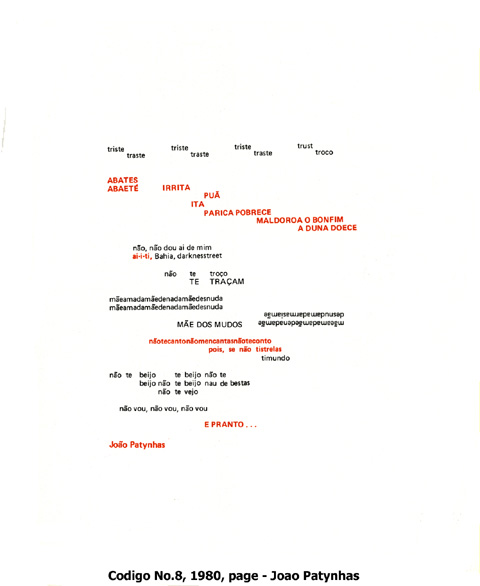 triste triste triste trust
traste traste traste troco
ABATES
ABAETÉ IRRITA
PUÃ
ITA
PARICA POBRECE
MALDOROA O BONFIM
A DUNA DOECE
não, não dou ai de mim
ai-i-ti, Bahia, darknesstreet
não te troço
TE TRAÇAM
mãeamadamãedenadamãedesnuda
mãeamadamãedenadamãedesnuda
MÃE DOS MUDOS
nãotecantonãomencantasnãoteconto
pois, se não tistrelas
timundo
não te beijo te beijo não te
beijo não te beijo nau de bestas
não te vejo
não vou, não vou, não vou
E PRANTO . . .
João Patynhas
Codigo No.8, 1980, page - Joao Patynhas